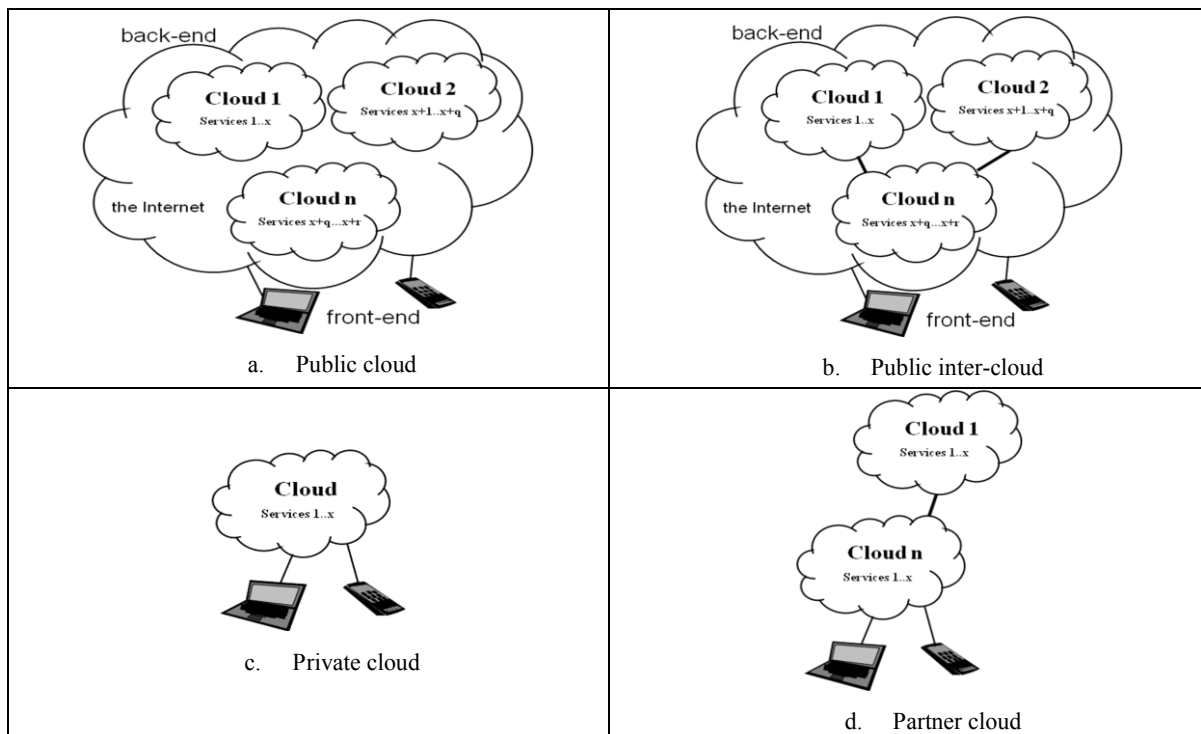 back-end
Cloud 1
Services 1..x
Cloud 2
Services x+1..x+q
the Internet
Cloud n
Services x+q...x+r
front-end
a. Public cloud
back-end
Cloud 1
Services 1..x
Cloud 2
Services x+1..x+q
the Internet
Cloud n
Services x+q...x+r
front-end
b. Public inter-cloud
Cloud
Services 1..x
c. Private cloud
Cloud 1
Services 1..x
Cloud n
Services 1..x
d. Partner cloud